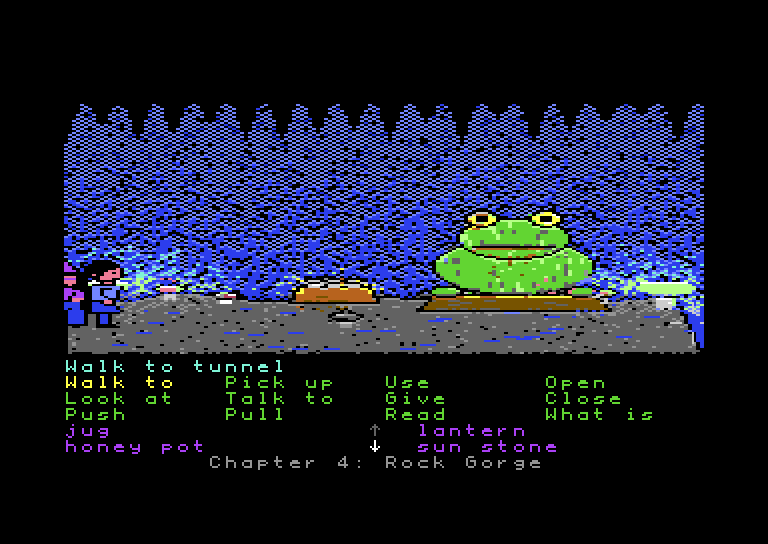 Walk to tunnel
Walk to Pick up Use Open
Look at Talk to Give Close
Push Pull Read What is
jug ↑ lantern
honey pot ↓ sun stone
Chapter 4: Rock Gorge